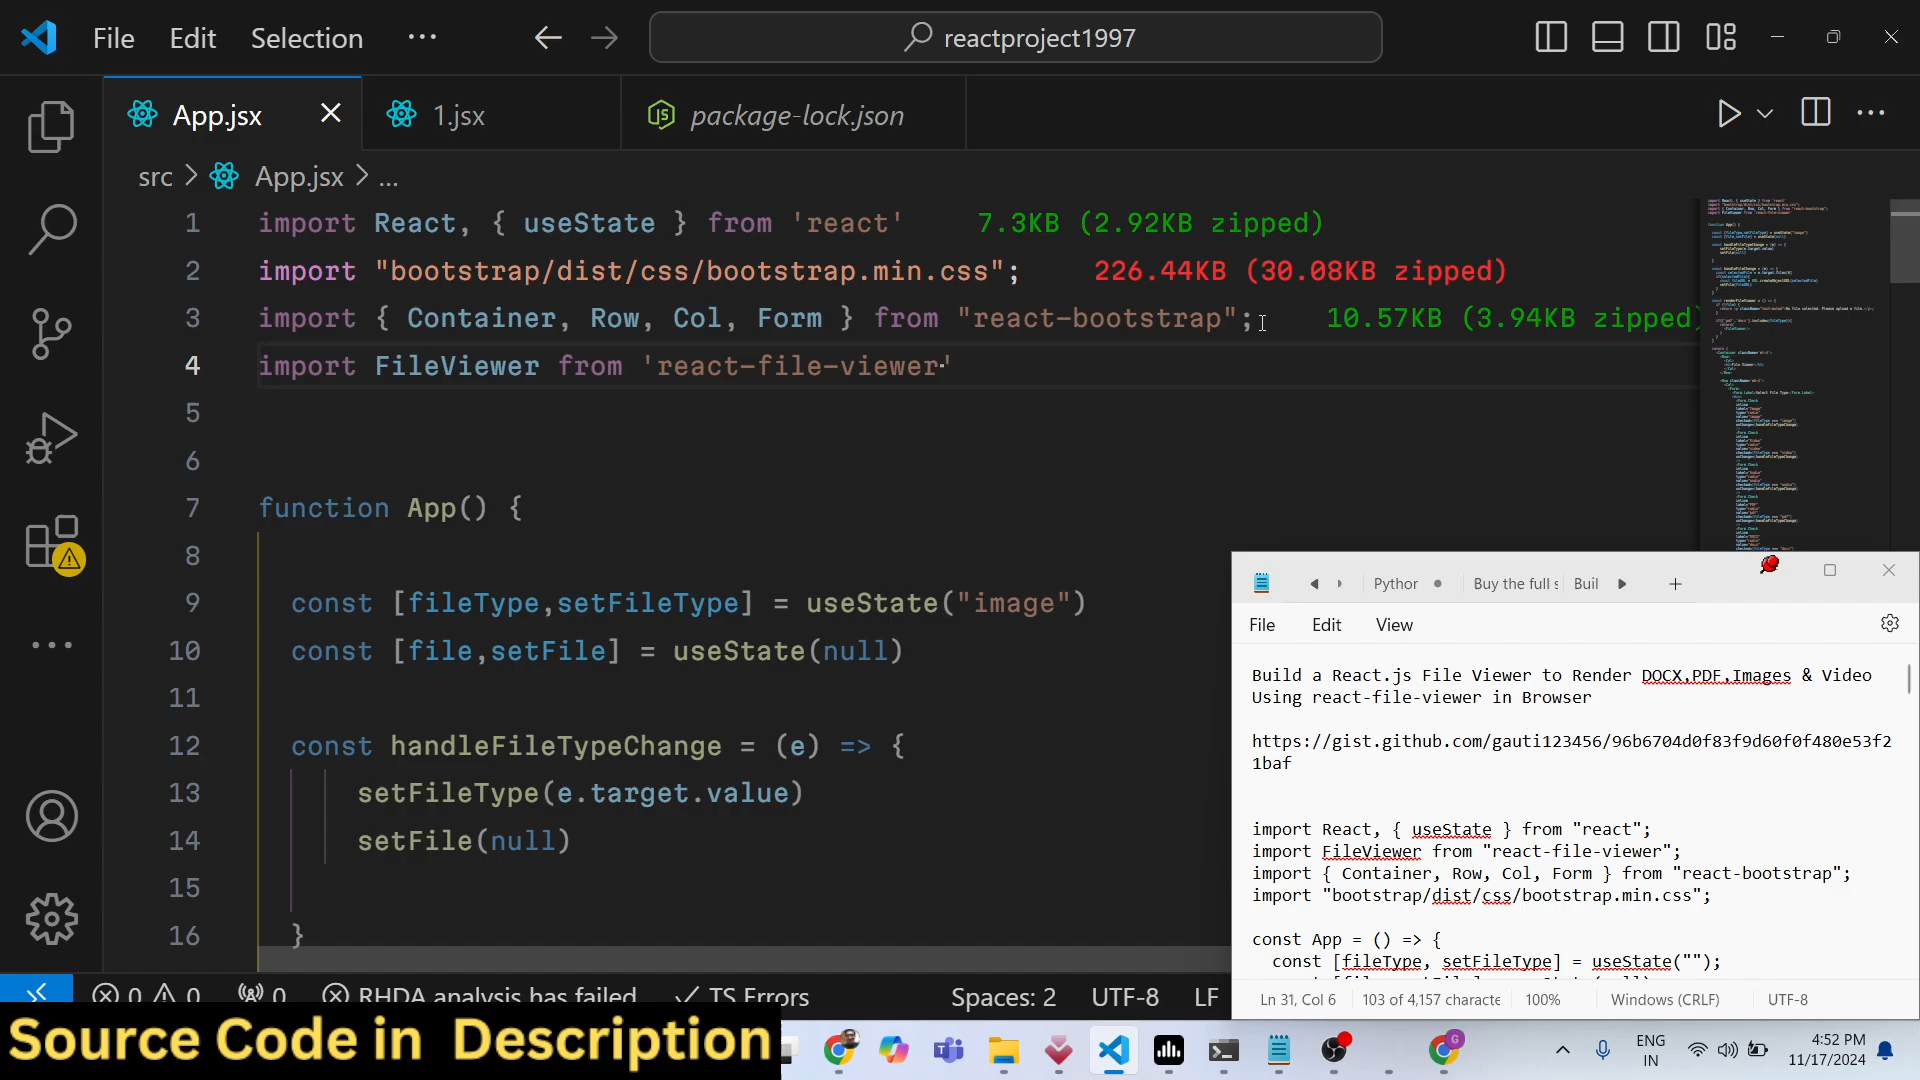 File Edit Selection ··· reactproject1997
App.jsx 1.jsx package-lock.json
src > App.jsx > ...
1 import React, { useState } from 'react' 7.3KB (2.92KB zipped)
2 import "bootstrap/dist/css/bootstrap.min.css"; 226.44KB (30.08KB zipped)
3 import { Container, Row, Col, Form } from "react-bootstrap"; 10.57KB (3.94KB zipped)
4 import FileViewer from 'react-file-viewer'
5
6
7 function App() {
8
9 const [fileType,setFileType] = useState("image")
10 const [file,setFile] = useState(null)
11
12 const handleFileTypeChange = (e) => {
13 setFileType(e.target.value)
14 setFile(null)
15
16 }
Pythor Buy the full s Buil
File Edit View
Build a React.js File Viewer to Render DOCX,PDF,Images & Video
Using react-file-viewer in Browser
https://gist.github.com/gauti123456/96b6704d0f83f9d60f0f480e53f2
1baf
import React, { useState } from "react";
import FileViewer from "react-file-viewer";
import { Container, Row, Col, Form } from "react-bootstrap";
import "bootstrap/dist/css/bootstrap.min.css";
const App = () => {
const [fileType, setFileType] = useState("");
Ln 31, Col 6 103 of 4,157 characte 100% Windows (CRLF) UTF-8
0 0 0 RHDA analysis has failed TS Errors Spaces: 2 UTF-8 LF
Source Code in Description
ENG
IN
4:52 PM
11/17/2024